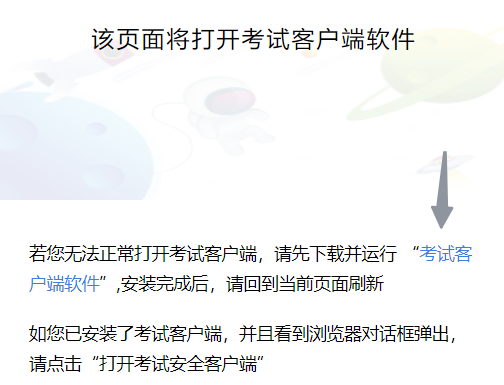 该页面将打开考试客户端软件
若您无法正常打开考试客户端，请先下载并运行 “考试客
户端软件”,安装完成后，请回到当前页面刷新
如您已安装了考试客户端，并且看到浏览器对话框弹出，
请点击“打开考试安全客户端”